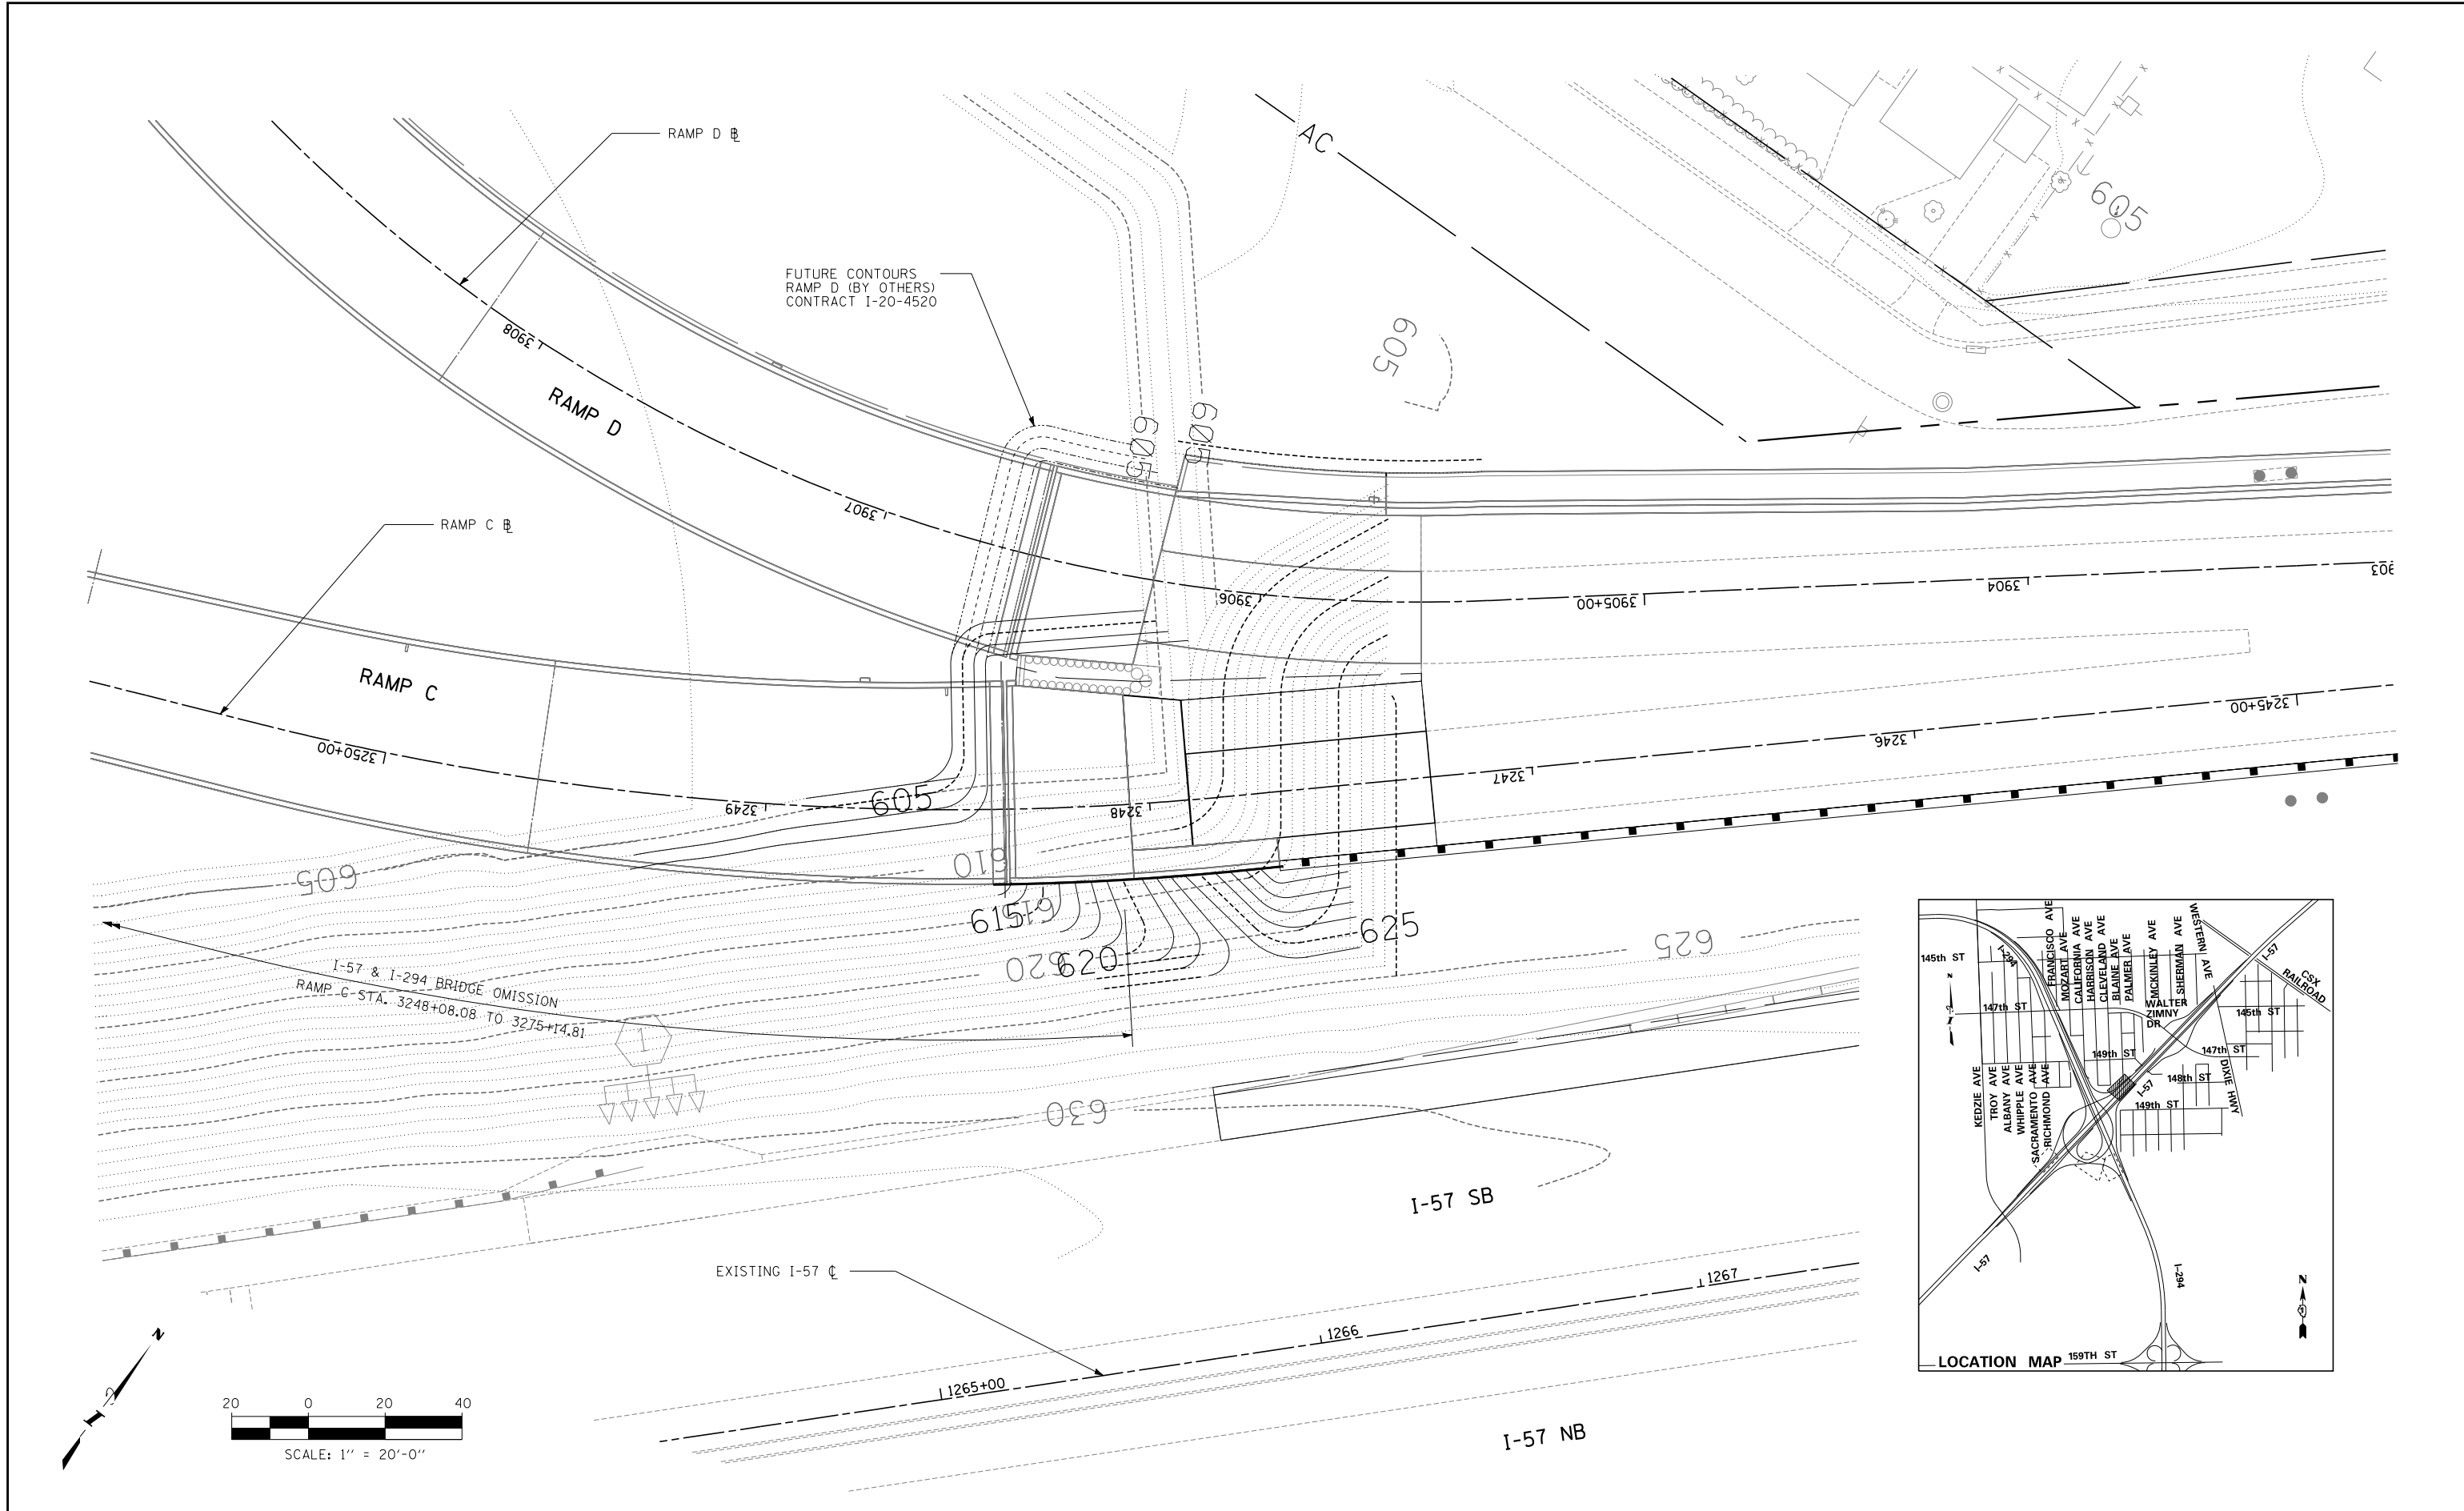 RAMP D ⅊
AC
605
FUTURE CONTOURS
RAMP D (BY OTHERS)
CONTRACT I-20-4520
605
3908
RAMP D
605
605
3907
RAMP C ⅊
3906
3905+00
3904
3903
RAMP C
3250+00
3249
605
3248
3247
3246
3245+00
605
610
615
615
620
620
625
625
I-57 & I-294 BRIDGE OMISSION
RAMP C STA. 3248+08.08 TO 3275+14.81
1
630
I-57 SB
EXISTING I-57 ℄
1265+00
1266
1267
I-57 NB
N
20 0 20 40
SCALE: 1" = 20'-0"
145th ST
I-294
FRANCISCO AVE
MOZART AVE
CALIFORNIA AVE
HARRISON AVE
CLEVELAND AVE
BLAINE AVE
PALMER AVE
MCKINLEY AVE
SHERMAN AVE
WESTERN AVE
I-57
CSX
RAILROAD
N
147th ST
WALTER
ZIMNY
DR
145th ST
149th ST
147th ST
KEDZIE AVE
TROY AVE
ALBANY AVE
WHIPPLE AVE
SACRAMENTO AVE
RICHMOND AVE
I-57
148th ST
149th ST
DIXIE HWY
I-57
I-294
N
LOCATION MAP
159TH ST